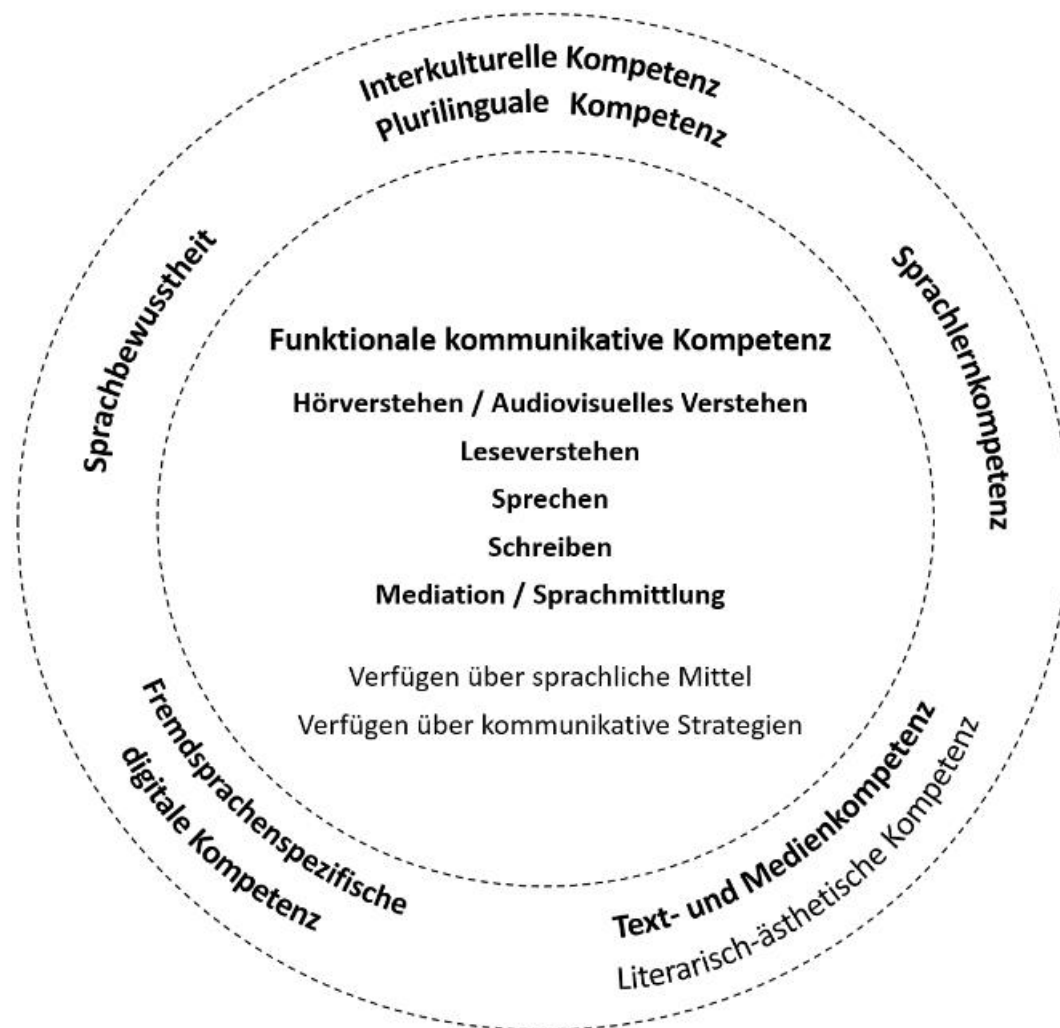 Interkulturelle Kompetenz
Plurilinguale Kompetenz
Sprachbewusstheit
Sprachlernkompetenz
Funktionale kommunikative Kompetenz
Hörverstehen / Audiovisuelles Verstehen
Leseverstehen
Sprechen
Schreiben
Mediation / Sprachmittlung
Verfügen über sprachliche Mittel
Verfügen über kommunikative Strategien
Fremdsprachenspezifische
digitale Kompetenz
Text- und Medienkompetenz
Literarisch-ästhetische Kompetenz